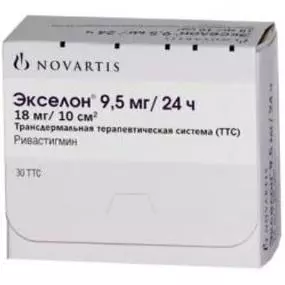 NOVARTIS
Экселон® 9,5 мг/ 24 ч
18 мг/ 10 см²
Трансдермальная терапевтическая система (ТТС)
Ривастигмин
30 ТТС